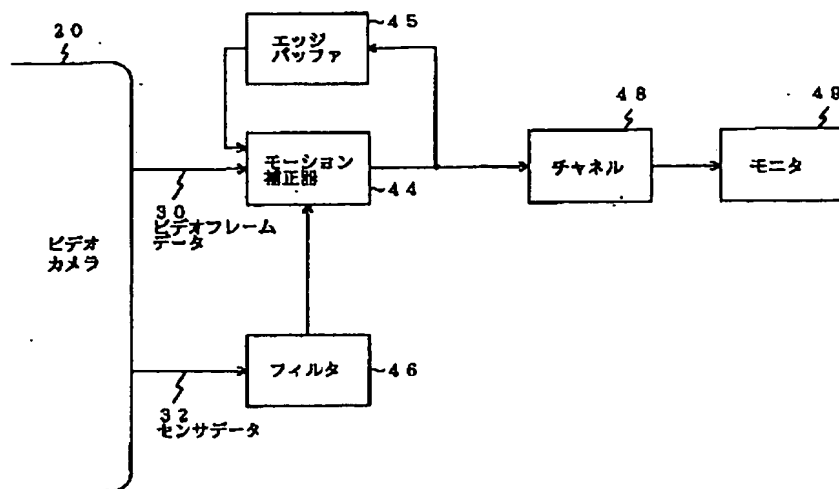 20
ビデオ
カメラ
30
ビデオフレーム
データ
32
センサデータ
エッジ
バッファ
45
モーション
補正器
44
フィルタ
46
チャネル
48
モニタ
49